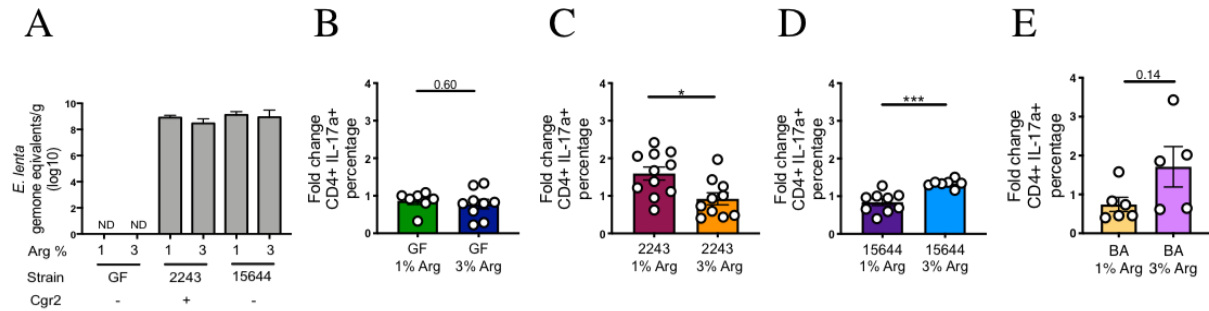 A
E. lenta
genome eqivalents/g
(log10)
10
8
6
4
2
0
ND ND
Arg % 1 3 1 3 1 3
Strain GF 2243 15644
Cgr2 - + -
B
Fold change
CD4+ IL-17a+
percentage
4
3
2
1
0
0.60
GF GF
1% Arg 3% Arg
C
Fold change
CD4+ IL-17a+
percentage
4
3
2
1
0
*
2243 2243
1% Arg 3% Arg
D
Fold change
CD4+ IL-17a+
percentage
4
3
2
1
0
***
15644 15644
1% Arg 3% Arg
E
Fold change
CD4+ IL-17a+
percentage
4
3
2
1
0
0.14
BA BA
1% Arg 3% Arg